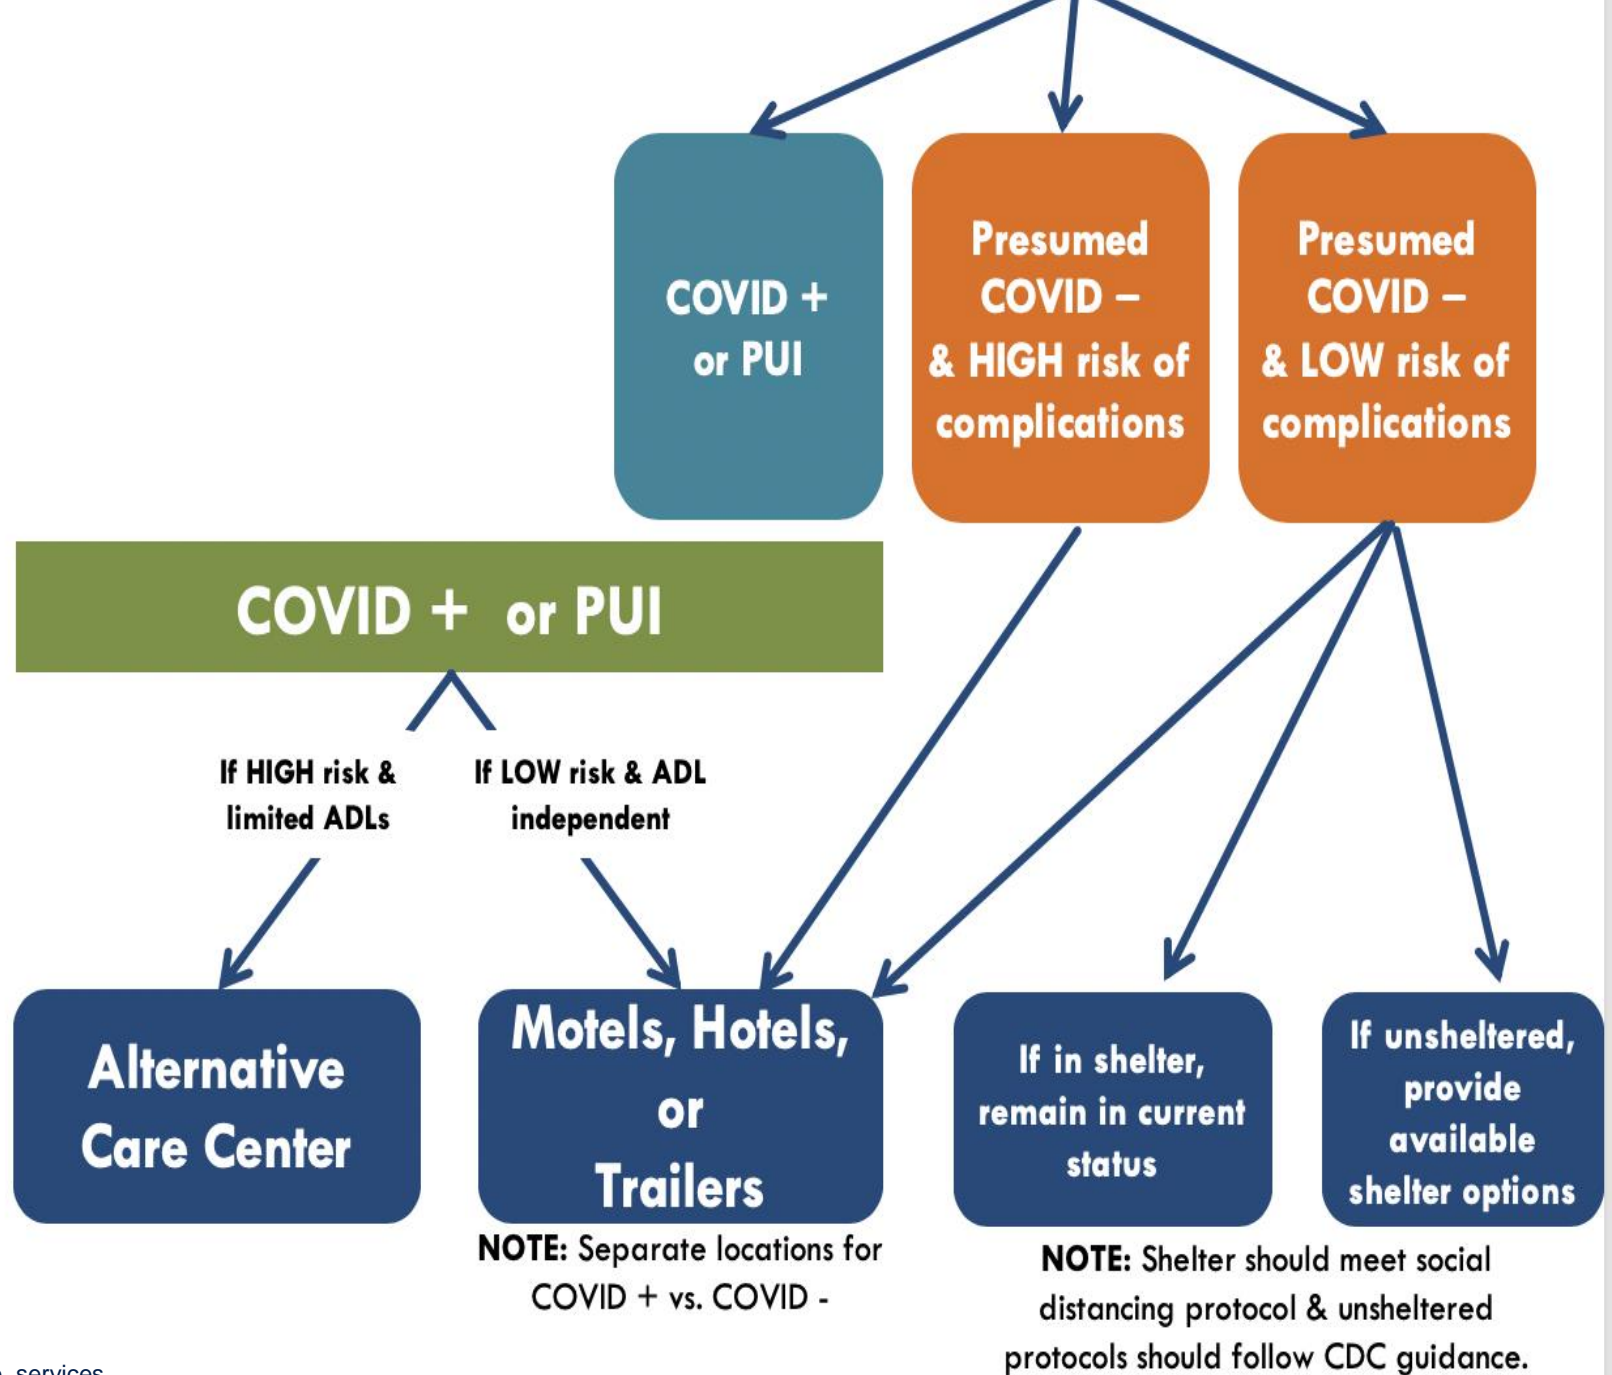 COVID +
or PUI
Presumed
COVID –
& HIGH risk of
complications
Presumed
COVID –
& LOW risk of
complications
COVID + or PUI
If HIGH risk &
limited ADLs
If LOW risk & ADL
independent
Alternative
Care Center
Motels, Hotels,
or
Trailers
NOTE: Separate locations for
COVID + vs. COVID -
If in shelter,
remain in current
status
If unsheltered,
provide
available
shelter options
NOTE: Shelter should meet social
distancing protocol & unsheltered
protocols should follow CDC guidance.
services